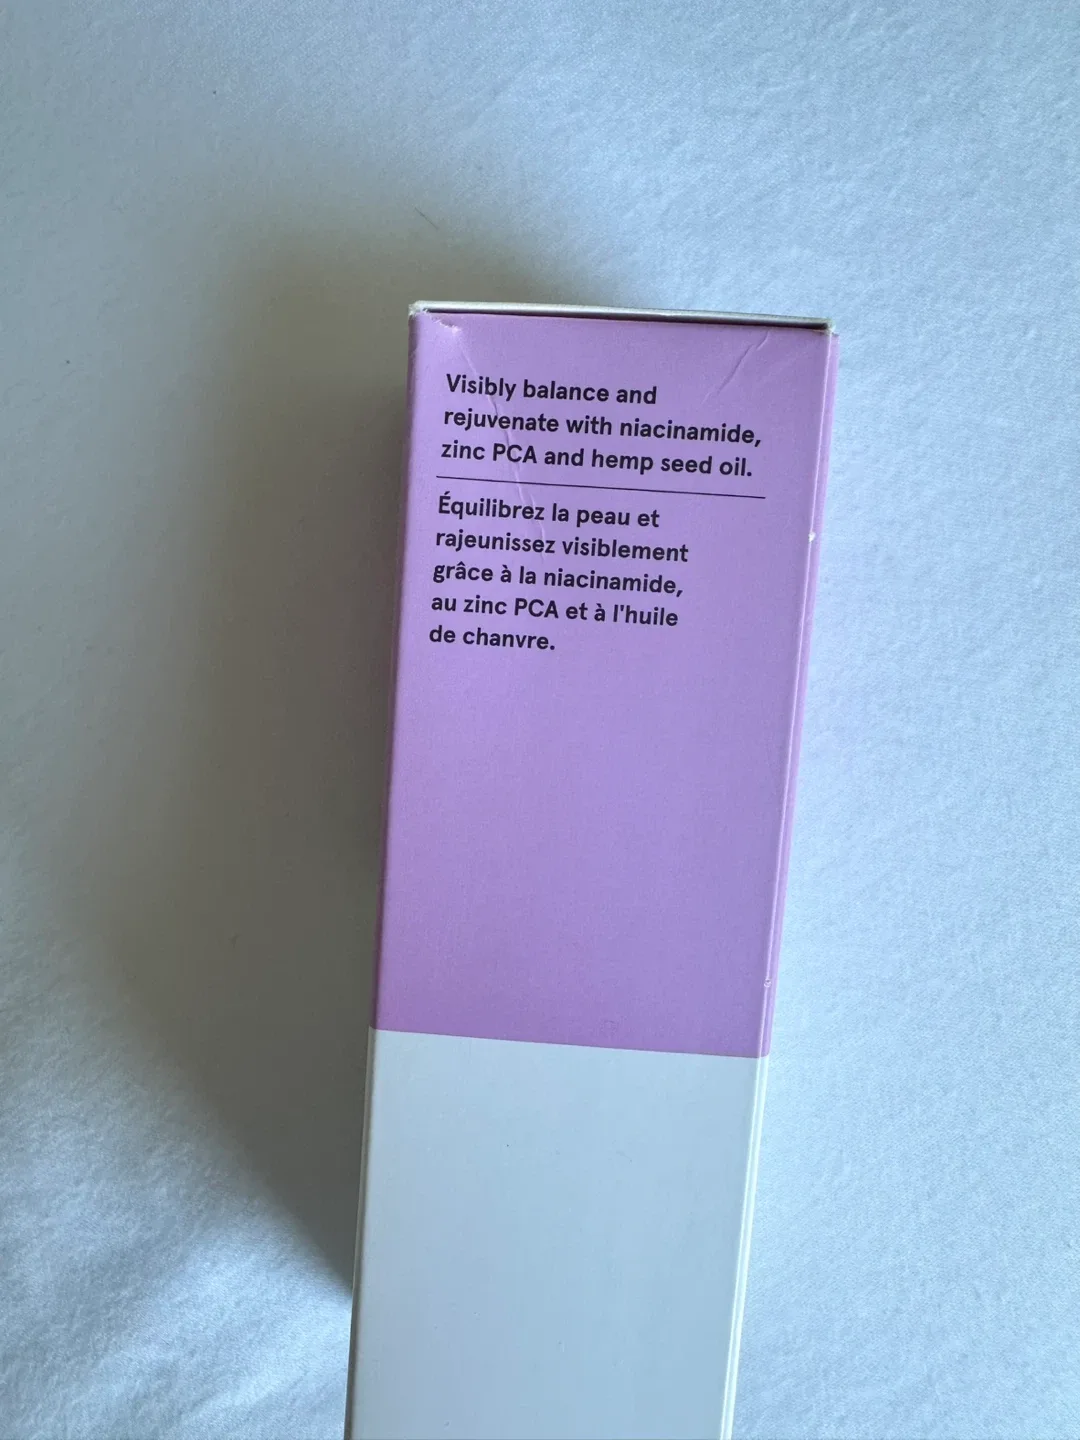 Visibly balance and
rejuvenate with niacinamide,
zinc PCA and hemp seed oil.
Équilibrez la peau et
rajeunissez visiblement
grâce à la niacinamide,
au zinc PCA et à l'huile
de chanvre.